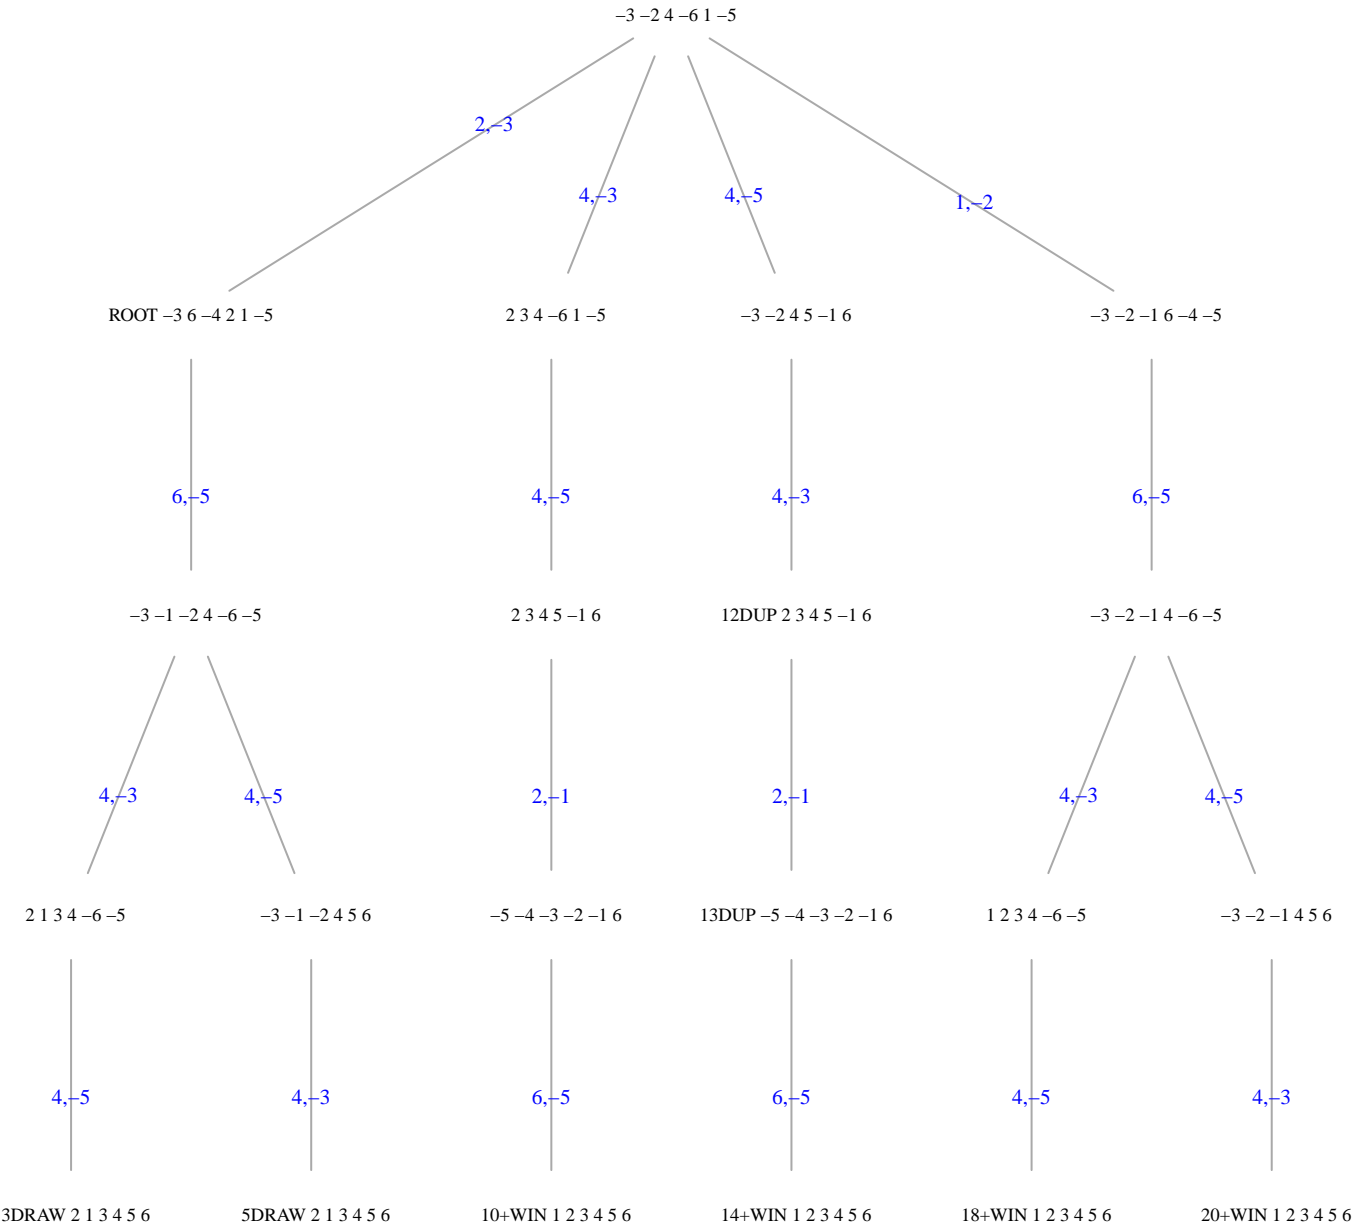 –3 –2 4 –6 1 –5
2,–3
4,–3
4,–5
1,–2
ROOT –3 6 –4 2 1 –5
2 3 4 –6 1 –5
–3 –2 4 5 –1 6
–3 –2 –1 6 –4 –5
6,–5
4,–5
4,–3
6,–5
–3 –1 –2 4 –6 –5
2 3 4 5 –1 6
12DUP 2 3 4 5 –1 6
–3 –2 –1 4 –6 –5
4,–3
4,–5
2,–1
2,–1
4,–3
4,–5
2 1 3 4 –6 –5
–3 –1 –2 4 5 6
–5 –4 –3 –2 –1 6
13DUP –5 –4 –3 –2 –1 6
1 2 3 4 –6 –5
–3 –2 –1 4 5 6
4,–5
4,–3
6,–5
6,–5
4,–5
4,–3
3DRAW 2 1 3 4 5 6
5DRAW 2 1 3 4 5 6
10+WIN 1 2 3 4 5 6
14+WIN 1 2 3 4 5 6
18+WIN 1 2 3 4 5 6
20+WIN 1 2 3 4 5 6